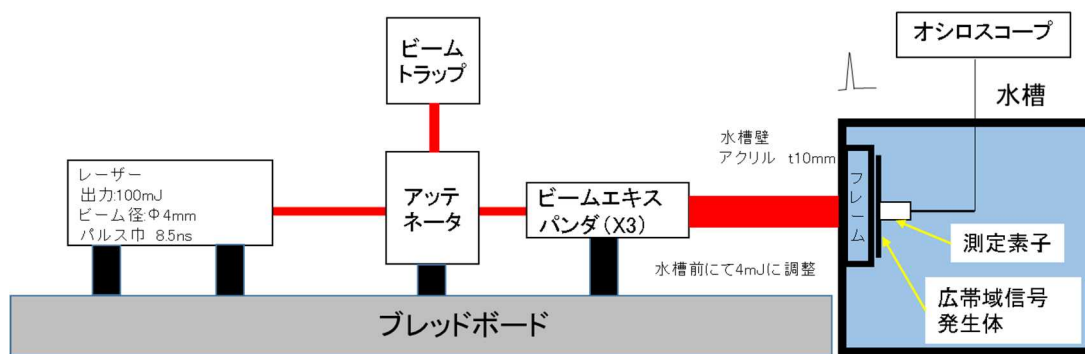 ビーム
トラップ
オシロスコープ
水槽
水槽壁
アクリル t10mm
レーザー
出力:100mJ
ビーム径:Φ4mm
パルス巾 8.5ns
アッテ
ネータ
ビームエキス
パンダ(X3)
フレーム
測定素子
水槽前にて4mJに調整
広帯域信号
発生体
ブレッドボード